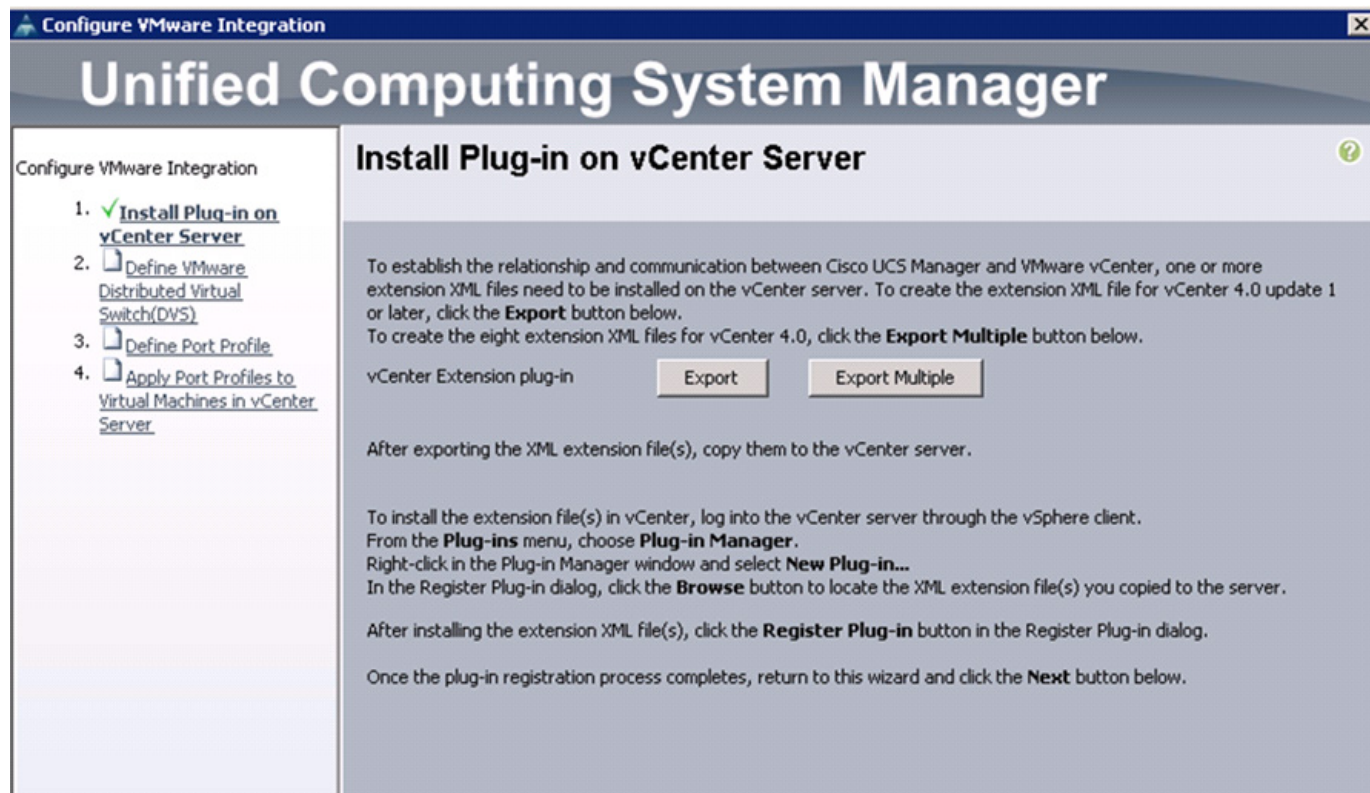 Configure VMware Integration
Unified Computing System Manager
Configure VMware Integration
1. Install Plug-in on
vCenter Server
2. Define VMware
Distributed Virtual
Switch(DVS)
3. Define Port Profile
4. Apply Port Profiles to
Virtual Machines in vCenter
Server
Install Plug-in on vCenter Server
?
To establish the relationship and communication between Cisco UCS Manager and VMware vCenter, one or more
extension XML files need to be installed on the vCenter server. To create the extension XML file for vCenter 4.0 update 1
or later, click the Export button below.
To create the eight extension XML files for vCenter 4.0, click the Export Multiple button below.
vCenter Extension plug-in Export Export Multiple
After exporting the XML extension file(s), copy them to the vCenter server.
To install the extension file(s) in vCenter, log into the vCenter server through the vSphere client.
From the Plug-ins menu, choose Plug-in Manager.
Right-click in the Plug-in Manager window and select New Plug-in...
In the Register Plug-in dialog, click the Browse button to locate the XML extension file(s) you copied to the server.
After installing the extension XML file(s), click the Register Plug-in button in the Register Plug-in dialog.
Once the plug-in registration process completes, return to this wizard and click the Next button below.